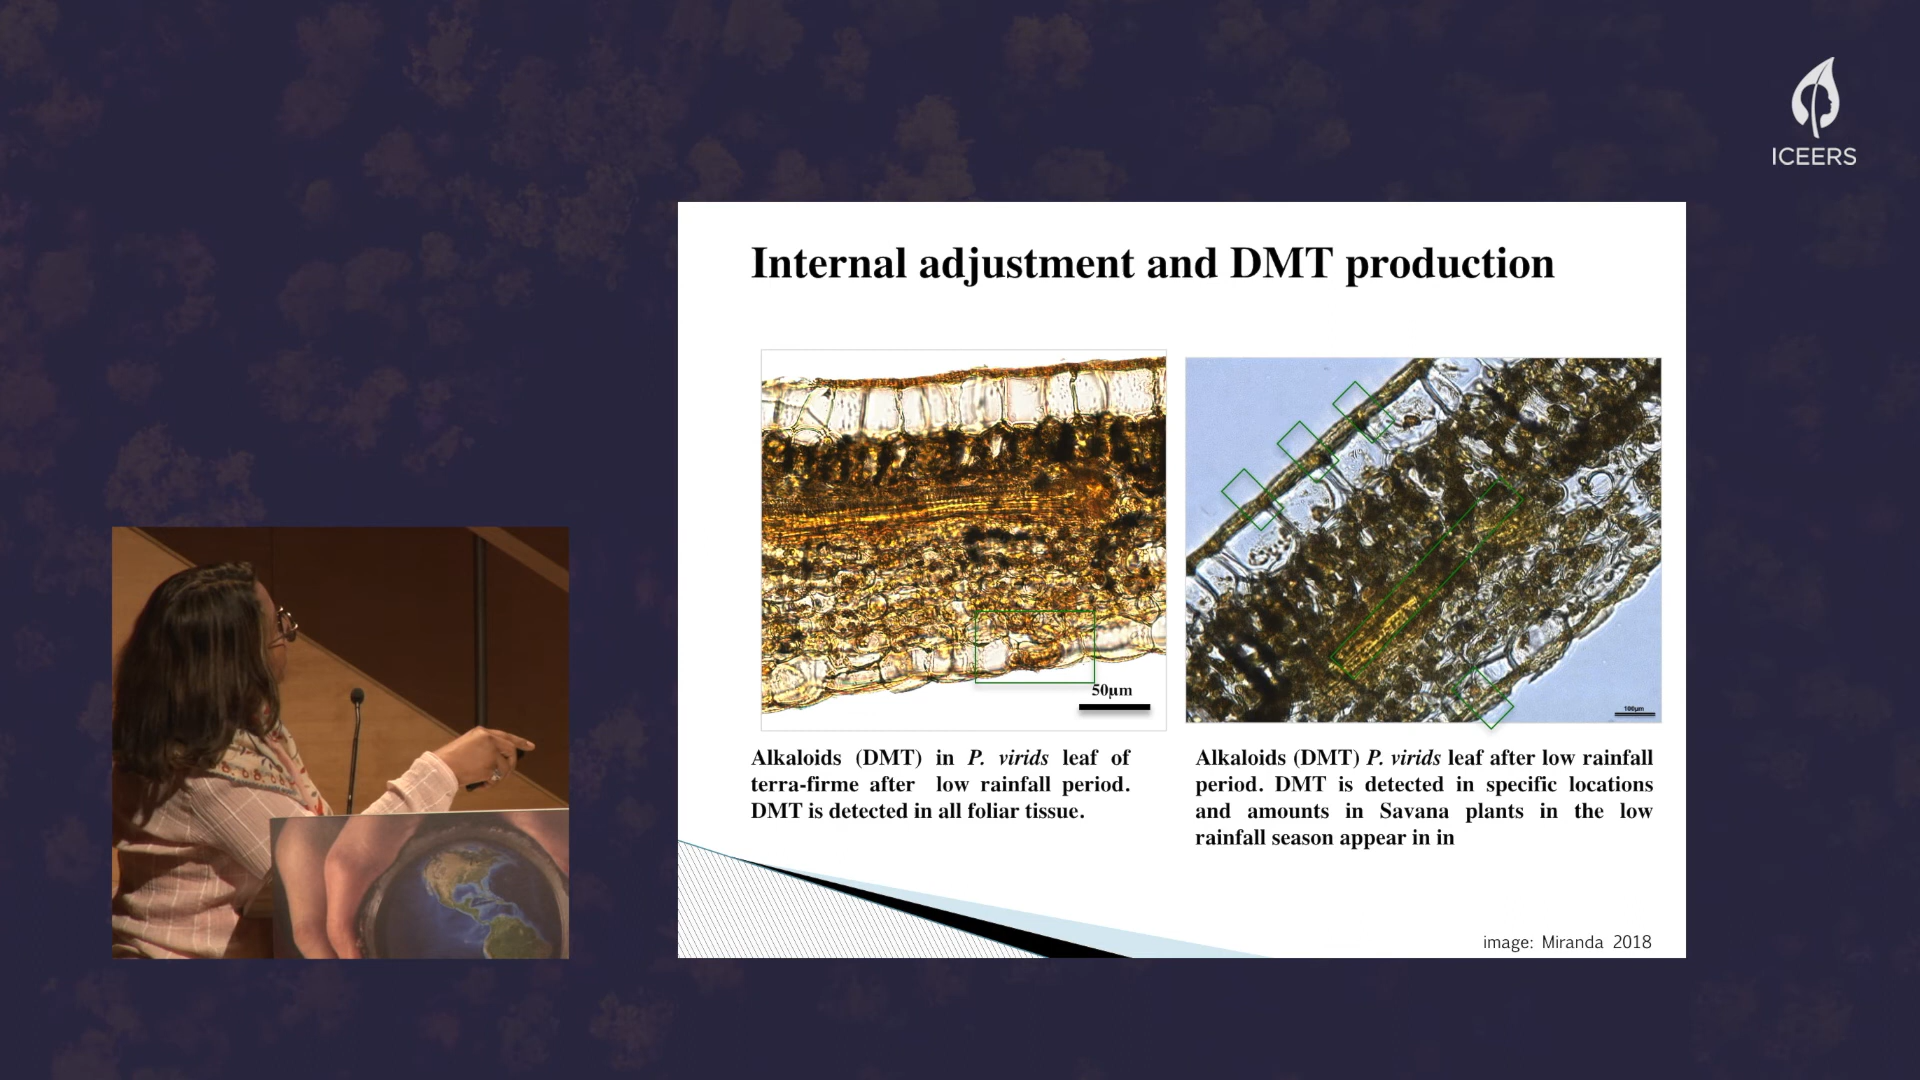 ICEERS
Internal adjustment and DMT production
50µm
100µm
Alkaloids (DMT) in P. virids leaf of
terra-firme after low rainfall period.
DMT is detected in all foliar tissue.
Alkaloids (DMT) P. virids leaf after low rainfall
period. DMT is detected in specific locations
and amounts in Savana plants in the low
rainfall season appear in in
image: Miranda 2018